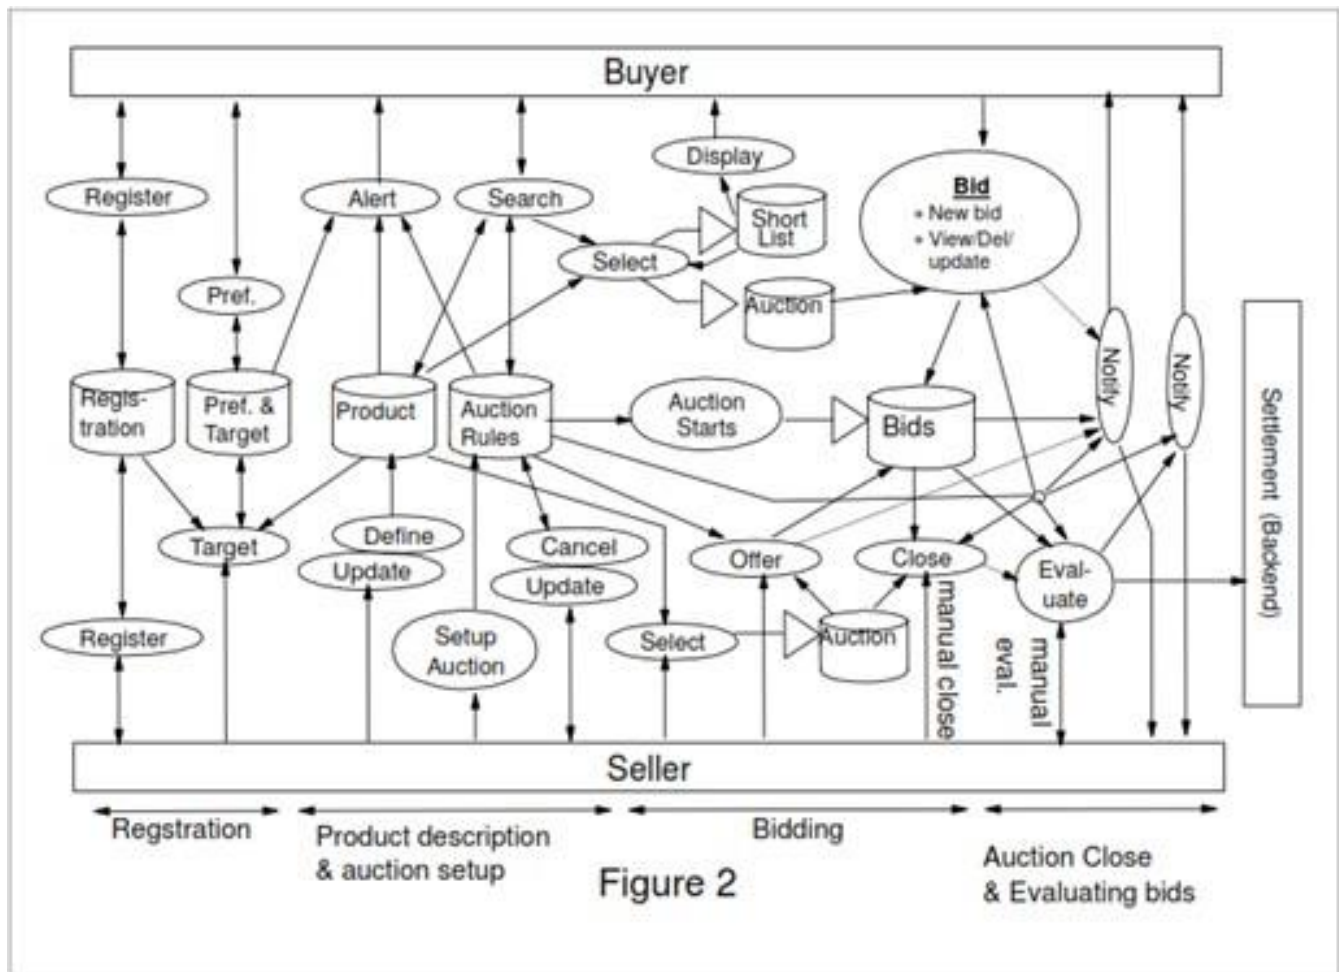 Buyer
Display
Register
Alert
Search
Bid
• New bid
• View/Del/
update
Short
List
Select
Pref.
Auction
Notify
Notify
Regis-
tration
Pref. &
Target
Product
Auction
Rules
Auction
Starts
Bids
Settlement (Backend)
Target
Define
Update
Cancel
Update
Offer
Close
Eval-
uate
Register
Setup
Auction
Select
Auction
manual close
manual
eval.
Seller
Regstration
Product description
& auction setup
Bidding
Auction Close
& Evaluating bids
Figure 2